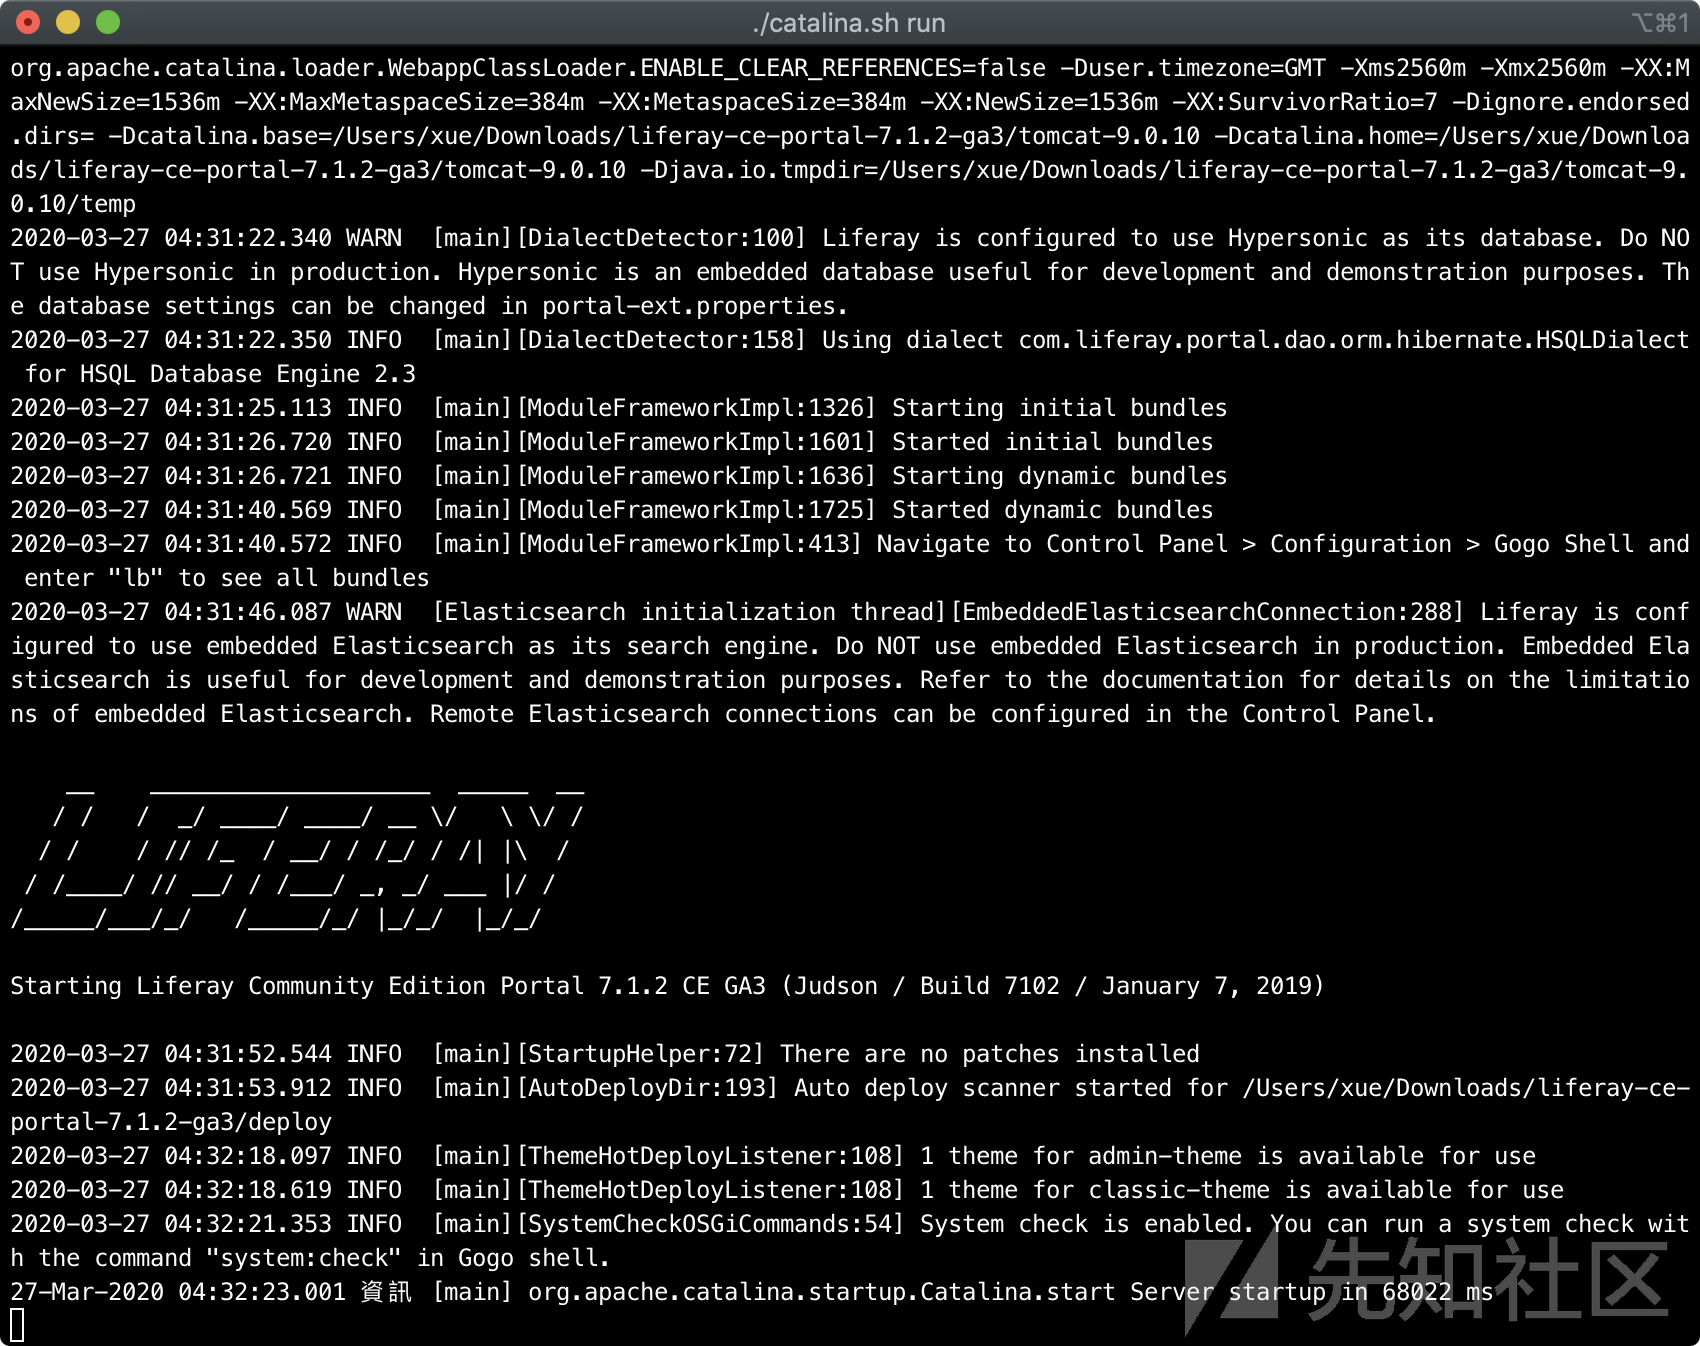 ./catalina.sh run
⌥⌘1
org.apache.catalina.loader.WebappClassLoader.ENABLE_CLEAR_REFERENCES=false -Duser.timezone=GMT -Xms2560m -Xmx2560m -XX:M
axNewSize=1536m -XX:MaxMetaspaceSize=384m -XX:MetaspaceSize=384m -XX:NewSize=1536m -XX:SurvivorRatio=7 -Dignore.endorsed
.dirs= -Dcatalina.base=/Users/xue/Downloads/liferay-ce-portal-7.1.2-ga3/tomcat-9.0.10 -Dcatalina.home=/Users/xue/Downloa
ds/liferay-ce-portal-7.1.2-ga3/tomcat-9.0.10 -Djava.io.tmpdir=/Users/xue/Downloads/liferay-ce-portal-7.1.2-ga3/tomcat-9.
0.10/temp
2020-03-27 04:31:22.340 WARN  [main][DialectDetector:100] Liferay is configured to use Hypersonic as its database. Do NO
T use Hypersonic in production. Hypersonic is an embedded database useful for development and demonstration purposes. Th
e database settings can be changed in portal-ext.properties.
2020-03-27 04:31:22.350 INFO  [main][DialectDetector:158] Using dialect com.liferay.portal.dao.orm.hibernate.HSQLDialect
 for HSQL Database Engine 2.3
2020-03-27 04:31:25.113 INFO  [main][ModuleFrameworkImpl:1326] Starting initial bundles
2020-03-27 04:31:26.720 INFO  [main][ModuleFrameworkImpl:1601] Started initial bundles
2020-03-27 04:31:26.721 INFO  [main][ModuleFrameworkImpl:1636] Starting dynamic bundles
2020-03-27 04:31:40.569 INFO  [main][ModuleFrameworkImpl:1725] Started dynamic bundles
2020-03-27 04:31:40.572 INFO  [main][ModuleFrameworkImpl:413] Navigate to Control Panel > Configuration > Gogo Shell and
 enter "lb" to see all bundles
2020-03-27 04:31:46.087 WARN  [Elasticsearch initialization thread][EmbeddedElasticsearchConnection:288] Liferay is conf
igured to use embedded Elasticsearch as its search engine. Do NOT use embedded Elasticsearch in production. Embedded Ela
sticsearch is useful for development and demonstration purposes. Refer to the documentation for details on the limitatio
ns of embedded Elasticsearch. Remote Elasticsearch connections can be configured in the Control Panel.
LIFERAY
Starting Liferay Community Edition Portal 7.1.2 CE GA3 (Judson / Build 7102 / January 7, 2019)
2020-03-27 04:31:52.544 INFO  [main][StartupHelper:72] There are no patches installed
2020-03-27 04:31:53.912 INFO  [main][AutoDeployDir:193] Auto deploy scanner started for /Users/xue/Downloads/liferay-ce-
portal-7.1.2-ga3/deploy
2020-03-27 04:32:18.097 INFO  [main][ThemeHotDeployListener:108] 1 theme for admin-theme is available for use
2020-03-27 04:32:18.619 INFO  [main][ThemeHotDeployListener:108] 1 theme for classic-theme is available for use
2020-03-27 04:32:21.353 INFO  [main][SystemCheckOSGiCommands:54] System check is enabled. You can run a system check wit
h the command "system:check" in Gogo shell.
27-Mar-2020 04:32:23.001 資訊 [main] org.apache.catalina.startup.Catalina.start Server startup in 68022 ms
先知社区